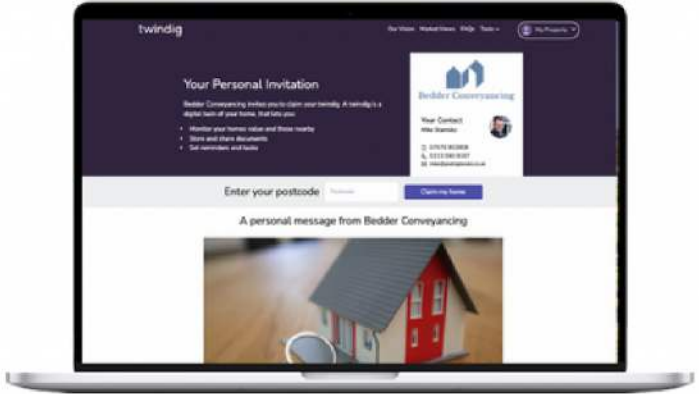 twindig
Our Vision Market Views FAQs Tools My Property
Your Personal Invitation
Bedder Conveyancing invites you to claim your twindig. A twindig is a
digital twin of your home, that lets you:
Monitor your homes value and those nearby
Store and share documents
Set reminders and tasks
Bedder Conveyancing
Your Contact
Mike
Enter your postcode Postcode Claim my home
A personal message from Bedder Conveyancing